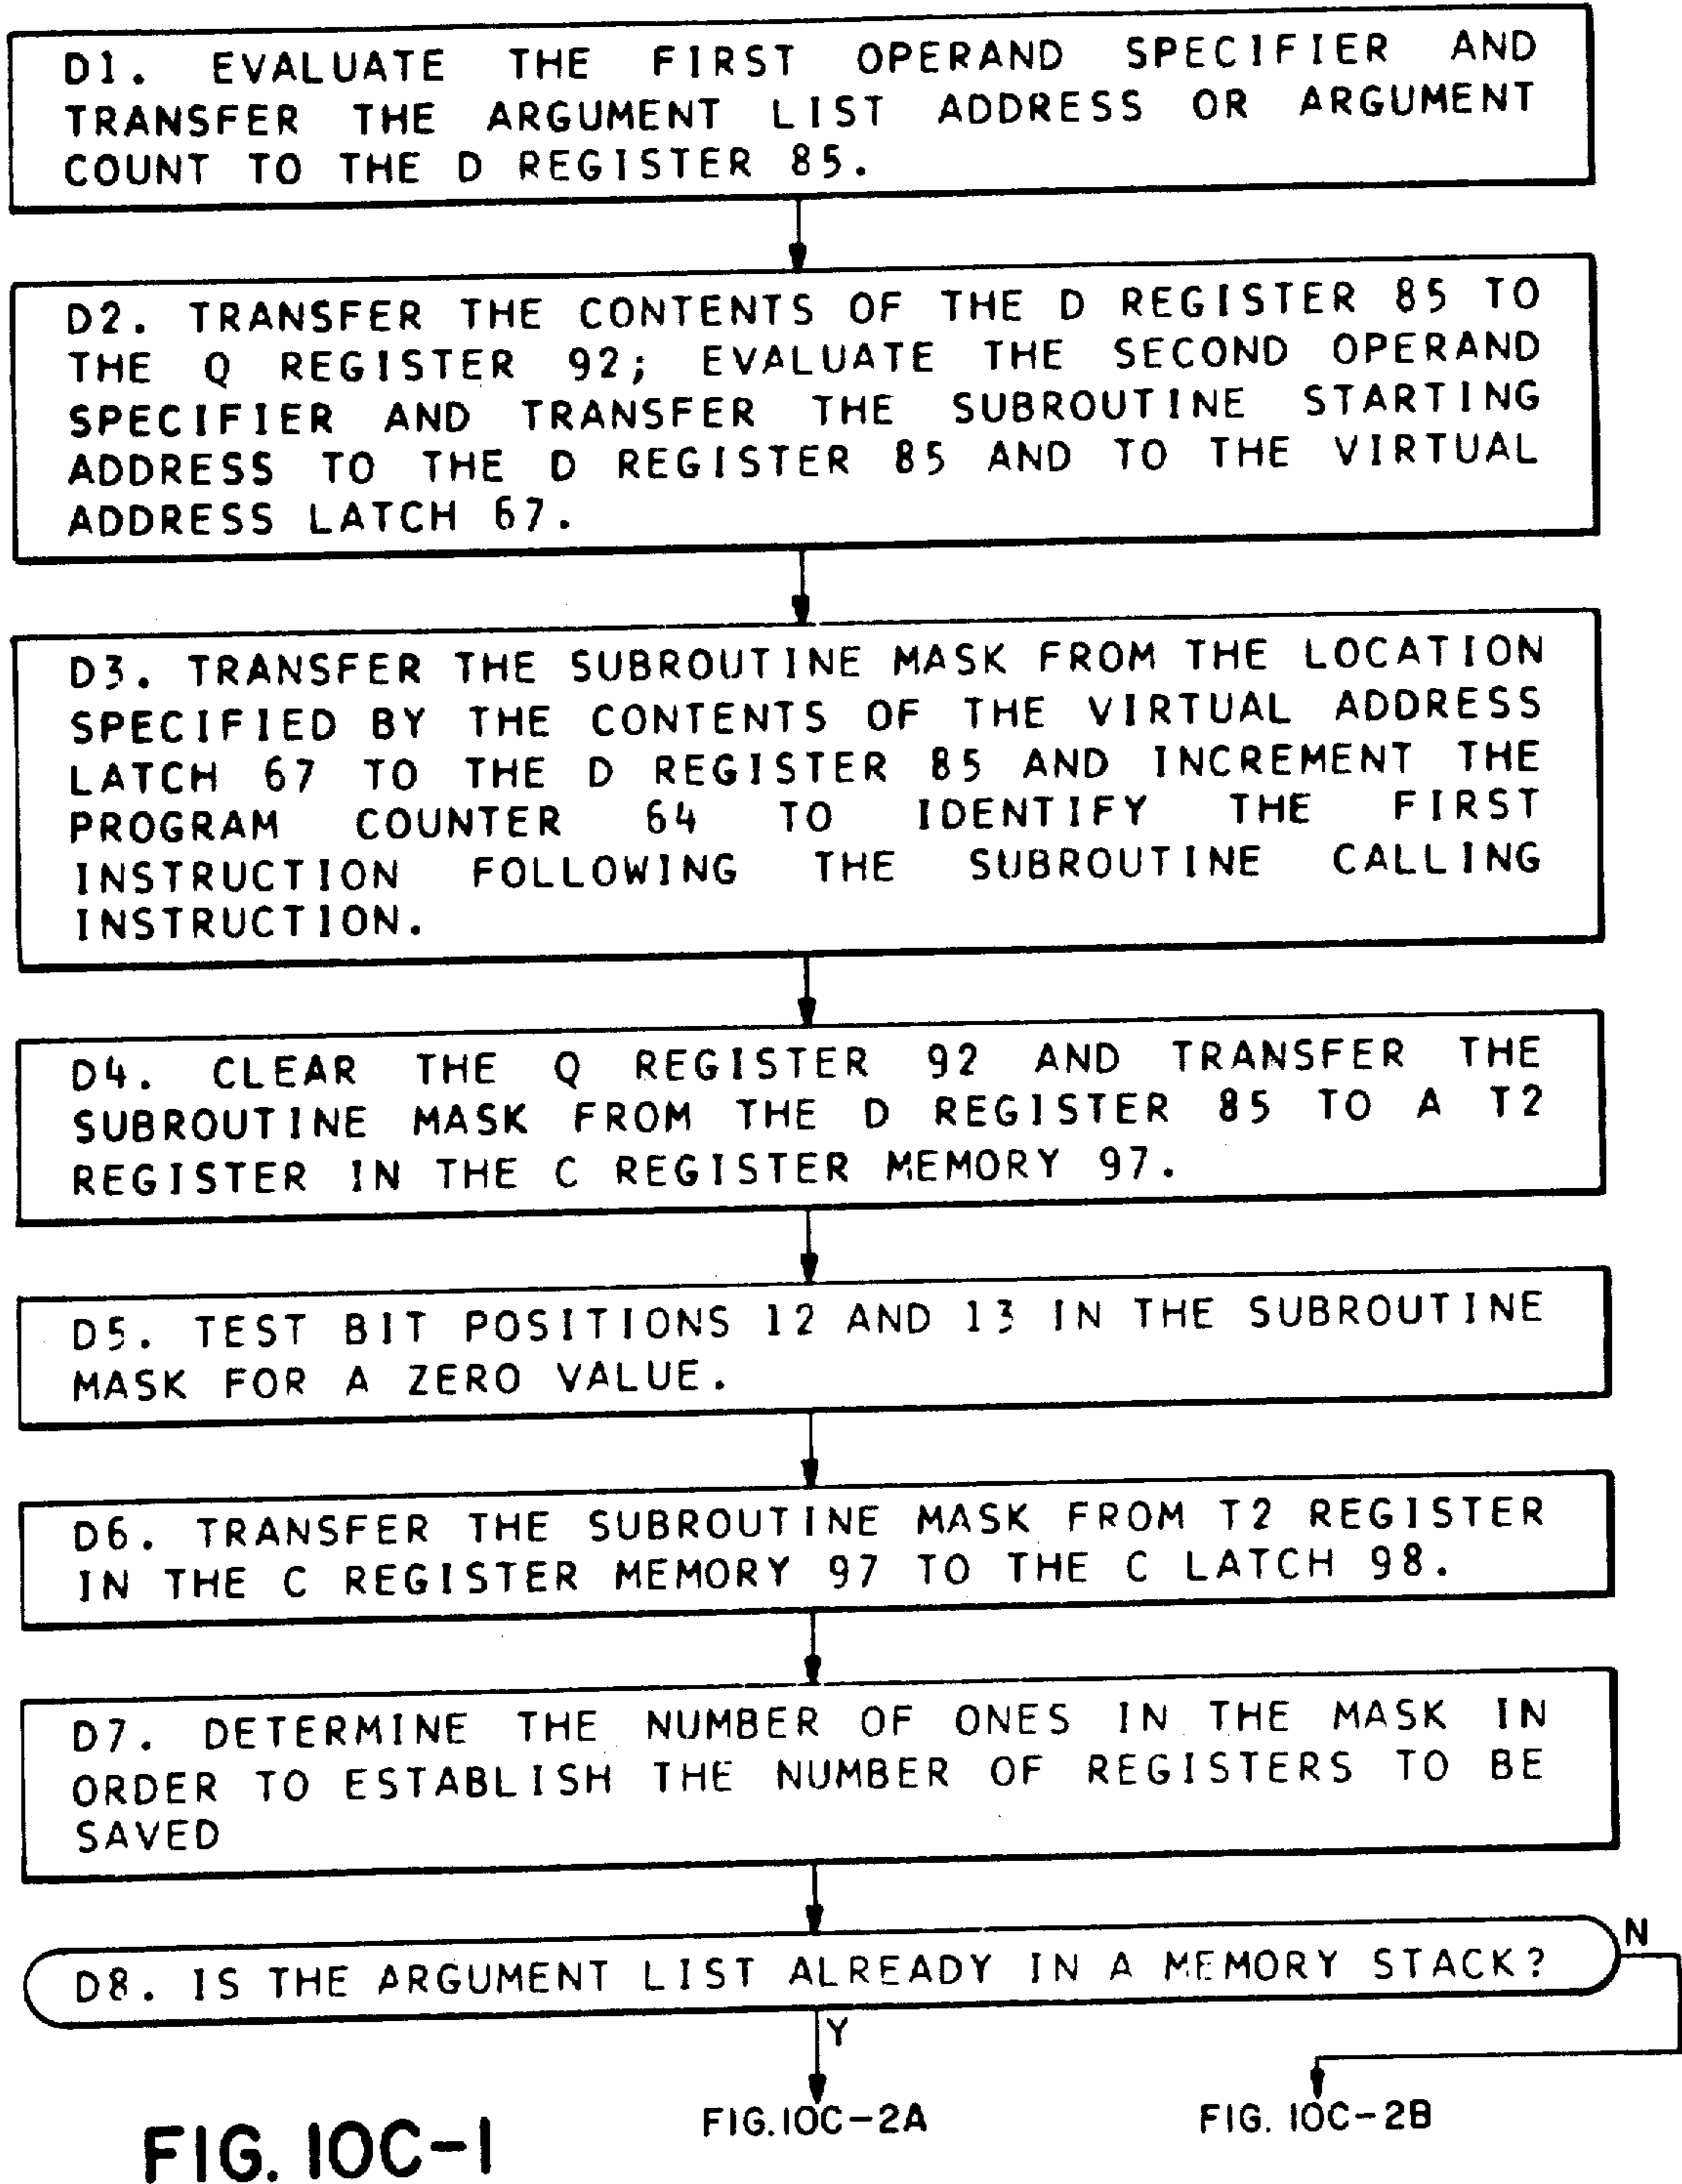 D1. EVALUATE THE FIRST OPERAND SPECIFIER AND
TRANSFER THE ARGUMENT LIST ADDRESS OR ARGUMENT
COUNT TO THE D REGISTER 85.
D2. TRANSFER THE CONTENTS OF THE D REGISTER 85 TO
THE Q REGISTER 92; EVALUATE THE SECOND OPERAND
SPECIFIER AND TRANSFER THE SUBROUTINE STARTING
ADDRESS TO THE D REGISTER 85 AND TO THE VIRTUAL
ADDRESS LATCH 67.
D3. TRANSFER THE SUBROUTINE MASK FROM THE LOCATION
SPECIFIED BY THE CONTENTS OF THE VIRTUAL ADDRESS
LATCH 67 TO THE D REGISTER 85 AND INCREMENT THE
PROGRAM COUNTER 64 TO IDENTIFY THE FIRST
INSTRUCTION FOLLOWING THE SUBROUTINE CALLING
INSTRUCTION.
D4. CLEAR THE Q REGISTER 92 AND TRANSFER THE
SUBROUTINE MASK FROM THE D REGISTER 85 TO A T2
REGISTER IN THE C REGISTER MEMORY 97.
D5. TEST BIT POSITIONS 12 AND 13 IN THE SUBROUTINE
MASK FOR A ZERO VALUE.
D6. TRANSFER THE SUBROUTINE MASK FROM T2 REGISTER
IN THE C REGISTER MEMORY 97 TO THE C LATCH 98.
D7. DETERMINE THE NUMBER OF ONES IN THE MASK IN
ORDER TO ESTABLISH THE NUMBER OF REGISTERS TO BE
SAVED
D8. IS THE ARGUMENT LIST ALREADY IN A MEMORY STACK?
N
Y
FIG.10C-2A
FIG. 10C-2B
FIG. 10C-1